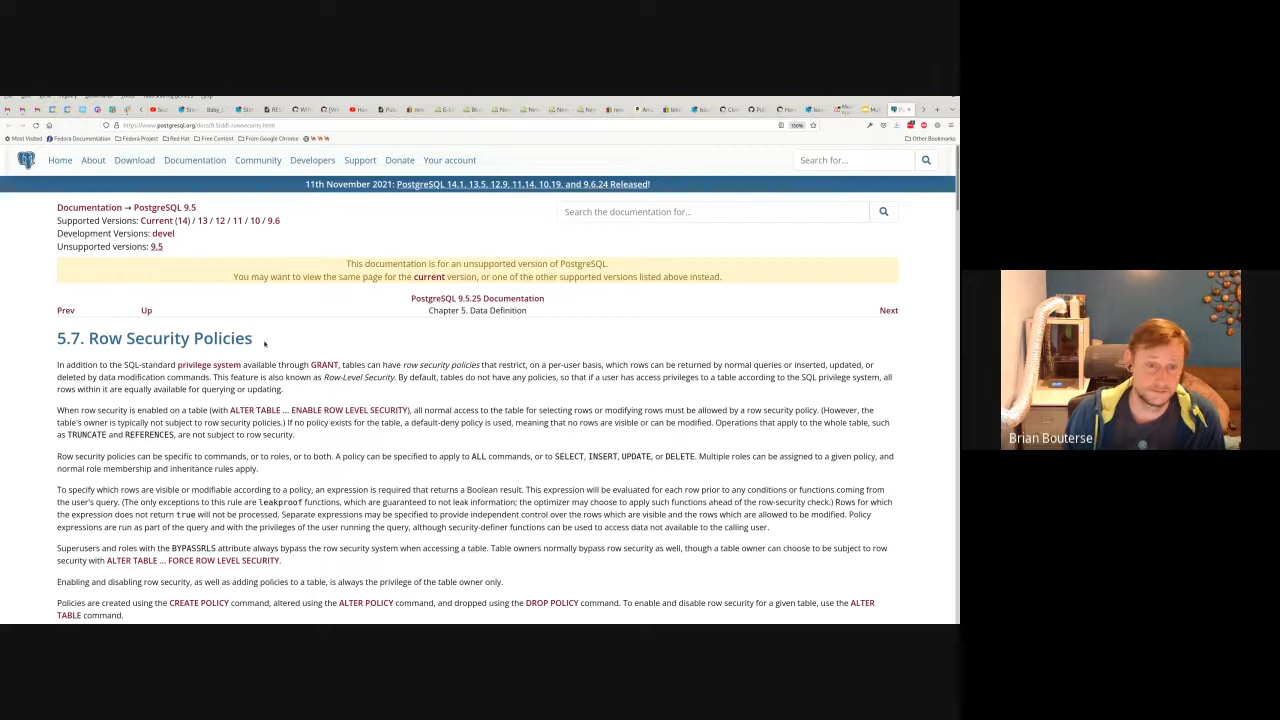 https://www.postgresql.org/docs/9.5/ddl-rowsecurity.html
150%
Most Visited Fedora Documentation Fedora Project Red Hat Free Content From Google Chrome
Other Bookmarks
Home About Download Documentation Community Developers Support Donate Your account
Search for...
11th November 2021: PostgreSQL 14.1, 13.5, 12.9, 11.14, 10.19, and 9.6.24 Released!
Documentation → PostgreSQL 9.5
Supported Versions: Current (14) / 13 / 12 / 11 / 10 / 9.6
Development Versions: devel
Unsupported versions: 9.5
Search the documentation for...
This documentation is for an unsupported version of PostgreSQL.
You may want to view the same page for the current version, or one of the other supported versions listed above instead.
PostgreSQL 9.5.25 Documentation
Prev Up Chapter 5. Data Definition Next
5.7. Row Security Policies
In addition to the SQL-standard privilege system available through GRANT, tables can have row security policies that restrict, on a per-user basis, which rows can be returned by normal queries or inserted, updated, or
deleted by data modification commands. This feature is also known as Row-Level Security. By default, tables do not have any policies, so that if a user has access privileges to a table according to the SQL privilege system, all
rows within it are equally available for querying or updating.
When row security is enabled on a table (with ALTER TABLE ... ENABLE ROW LEVEL SECURITY), all normal access to the table for selecting rows or modifying rows must be allowed by a row security policy. (However, the
table's owner is typically not subject to row security policies.) If no policy exists for the table, a default-deny policy is used, meaning that no rows are visible or can be modified. Operations that apply to the whole table, such
as TRUNCATE and REFERENCES, are not subject to row security.
Row security policies can be specific to commands, or to roles, or to both. A policy can be specified to apply to ALL commands, or to SELECT, INSERT, UPDATE, or DELETE. Multiple roles can be assigned to a given policy, and
normal role membership and inheritance rules apply.
To specify which rows are visible or modifiable according to a policy, an expression is required that returns a Boolean result. This expression will be evaluated for each row prior to any conditions or functions coming from
the user's query. (The only exceptions to this rule are leakproof functions, which are guaranteed to not leak information; the optimizer may choose to apply such functions ahead of the row-security check.) Rows for which
the expression does not return true will not be processed. Separate expressions may be specified to provide independent control over the rows which are visible and the rows which are allowed to be modified. Policy
expressions are run as part of the query and with the privileges of the user running the query, although security-definer functions can be used to access data not available to the calling user.
Superusers and roles with the BYPASSRLS attribute always bypass the row security system when accessing a table. Table owners normally bypass row security as well, though a table owner can choose to be subject to row
security with ALTER TABLE ... FORCE ROW LEVEL SECURITY.
Enabling and disabling row security, as well as adding policies to a table, is always the privilege of the table owner only.
Policies are created using the CREATE POLICY command, altered using the ALTER POLICY command, and dropped using the DROP POLICY command. To enable and disable row security for a given table, use the ALTER
TABLE command.
Brian Bouterse